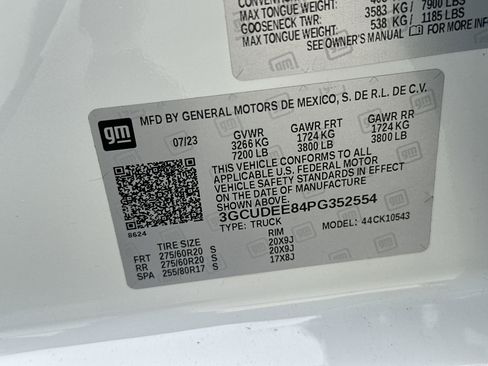 MAX TONGUE WEIGHT: 3583 KG/ 7900 LBS
GOOSENECK TWR: 538 KG / 1185 LBS
MAX TONGUE WEIGHT:
SEE OWNER'S MANUAL FOR MORE INFO
gm
MFD BY GENERAL MOTORS DE MEXICO, S. DE R.L. DE C.V.
07/23 GVWR GAWR FRT GAWR RR
3266 KG 1724 KG 1724 KG
7200 LB 3800 LB 3800 LB
THIS VEHICLE CONFORMS TO ALL
APPLICABLE U.S. FEDERAL MOTOR
VEHICLE SAFETY STANDARDS IN EFFECT
ON THE DATE OF MANUFACTURE
SHOWN ABOVE.
3GCUDEE84PG352554
TYPE: TRUCK MODEL: 44CK10543
8624
TIRE SIZE RIM
FRT 275/60R20 S 20X9J
RR 275/60R20 S 20X9J
SPA 255/80R17 S 17X8J